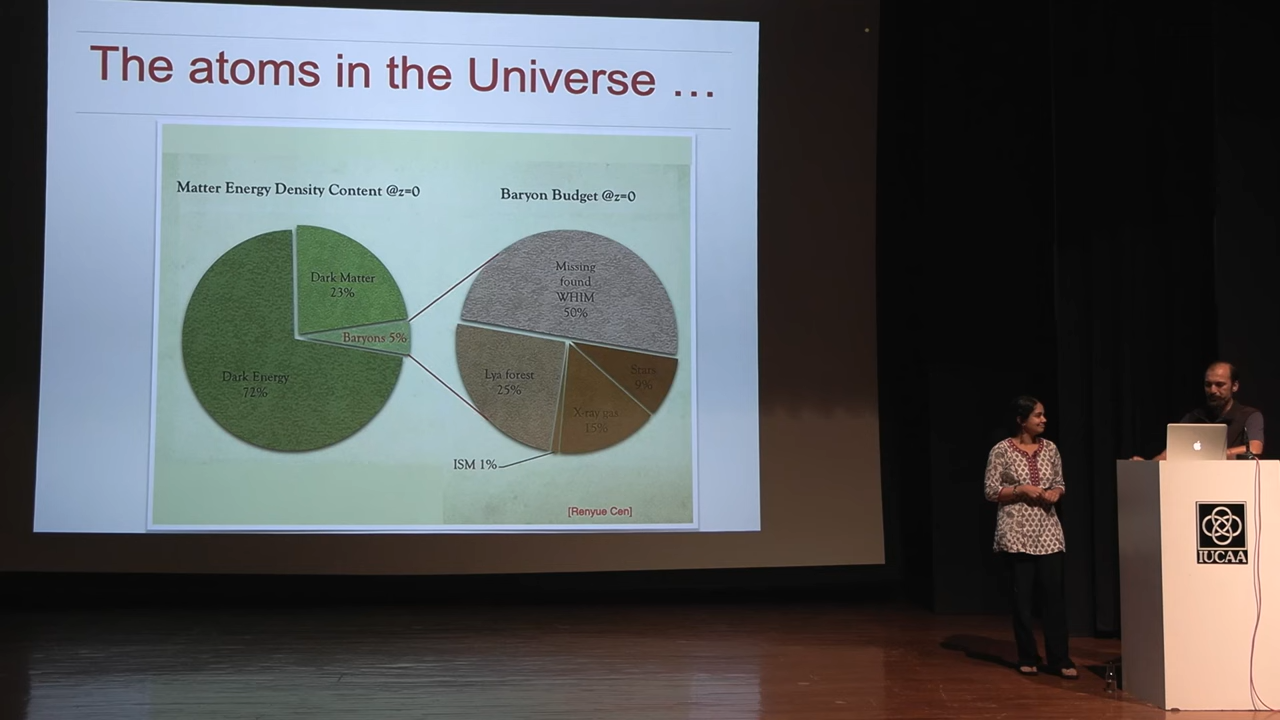 The atoms in the Universe ...
Matter Energy Density Content @z=0
Baryon Budget @z=0
Dark Matter
23%
Baryons 5%
Dark Energy
72%
Missing
found
WHIM
50%
Lya forest
25%
Stars
9%
X-ray gas
15%
ISM 1%
[Renyue Cen]
IUCAA